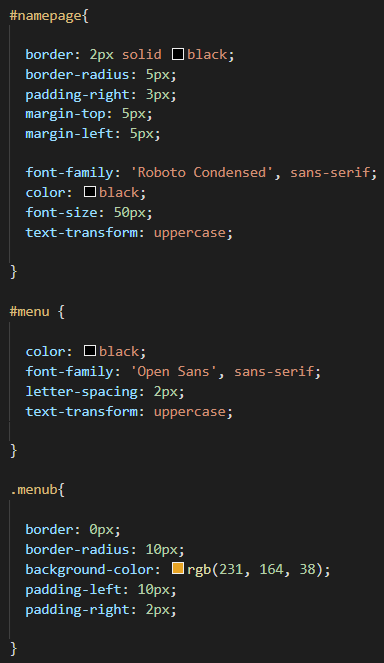 #namepage{
border: 2px solid black;
border-radius: 5px;
padding-right: 3px;
margin-top: 5px;
margin-left: 5px;
font-family: 'Roboto Condensed', sans-serif;
color: black;
font-size: 50px;
text-transform: uppercase;
}
#menu {
color: black;
font-family: 'Open Sans', sans-serif;
letter-spacing: 2px;
text-transform: uppercase;
}
.menub{
border: 0px;
border-radius: 10px;
background-color: rgb(231, 164, 38);
padding-left: 10px;
padding-right: 2px;
}